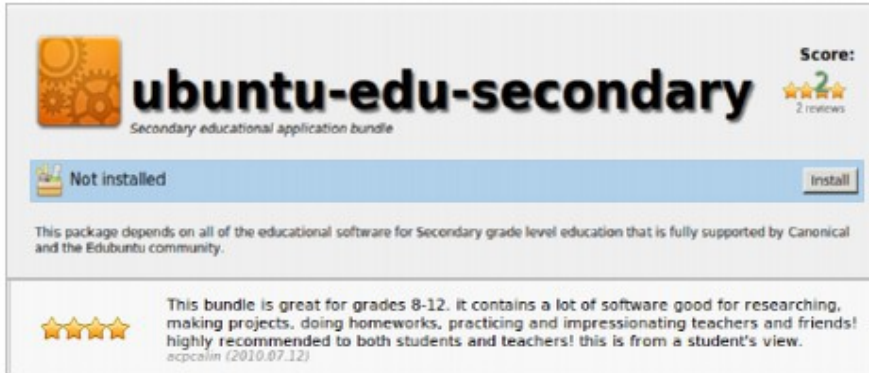 Score:
2
2 reviews
ubuntu-edu-secondary
Secondary educational application bundle
Not installed
Install
This package depends on all of the educational software for Secondary grade level education that is fully supported by Canonical
and the Edubuntu community.
This bundle is great for grades 8-12. it contains a lot of software good for researching,
making projects, doing homeworks, practicing and impressionating teachers and friends!
highly recommended to both students and teachers! this is from a student's view.
acpcalin (2010.07.12)